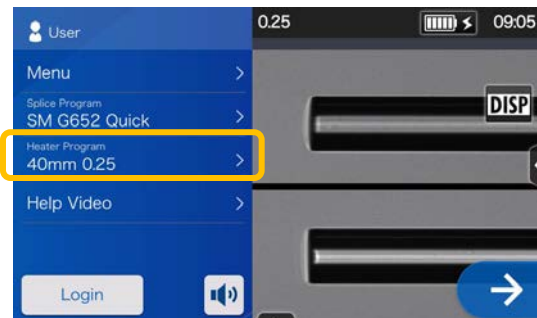 User
0.25
09:05
Menu
Splice Program
SM G652 Quick
DISP
Heater Program
40mm 0.25
Help Video
Login